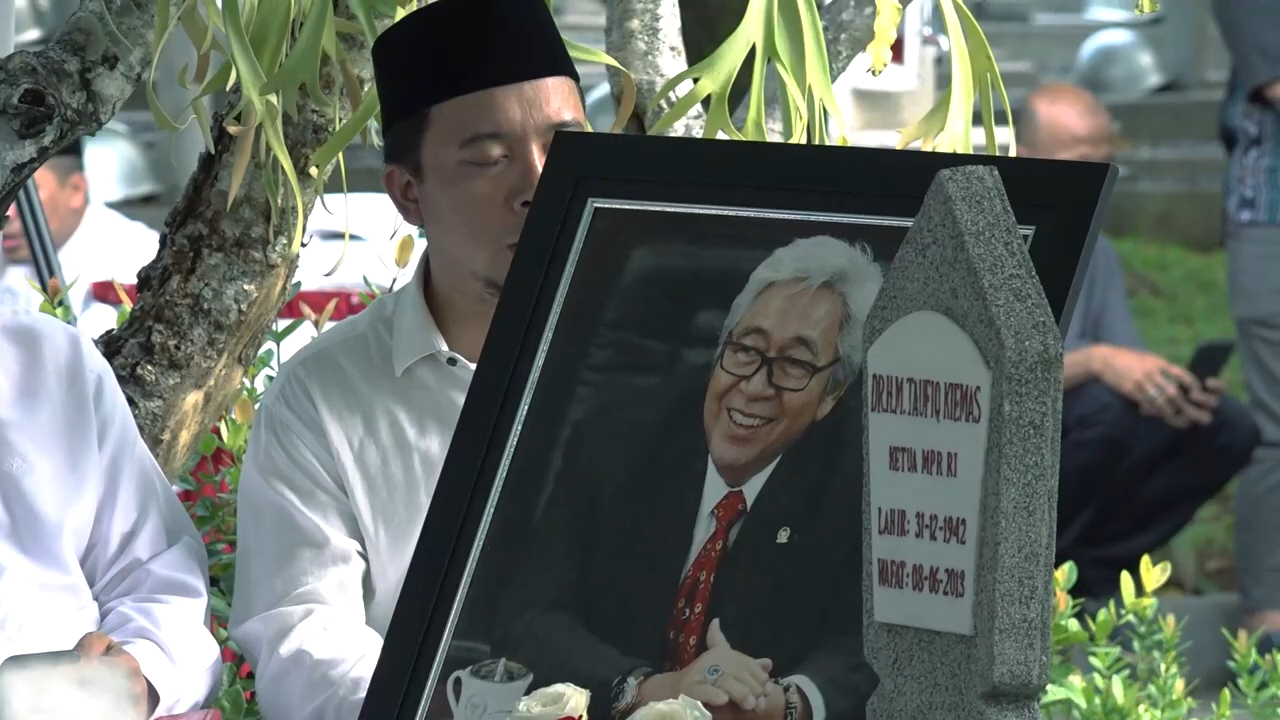 DR.H.M. TAUFIQ KIEMAS
KETUA MPR RI
LAHIR: 31-12-1942
WAFAT: 08-06-2013